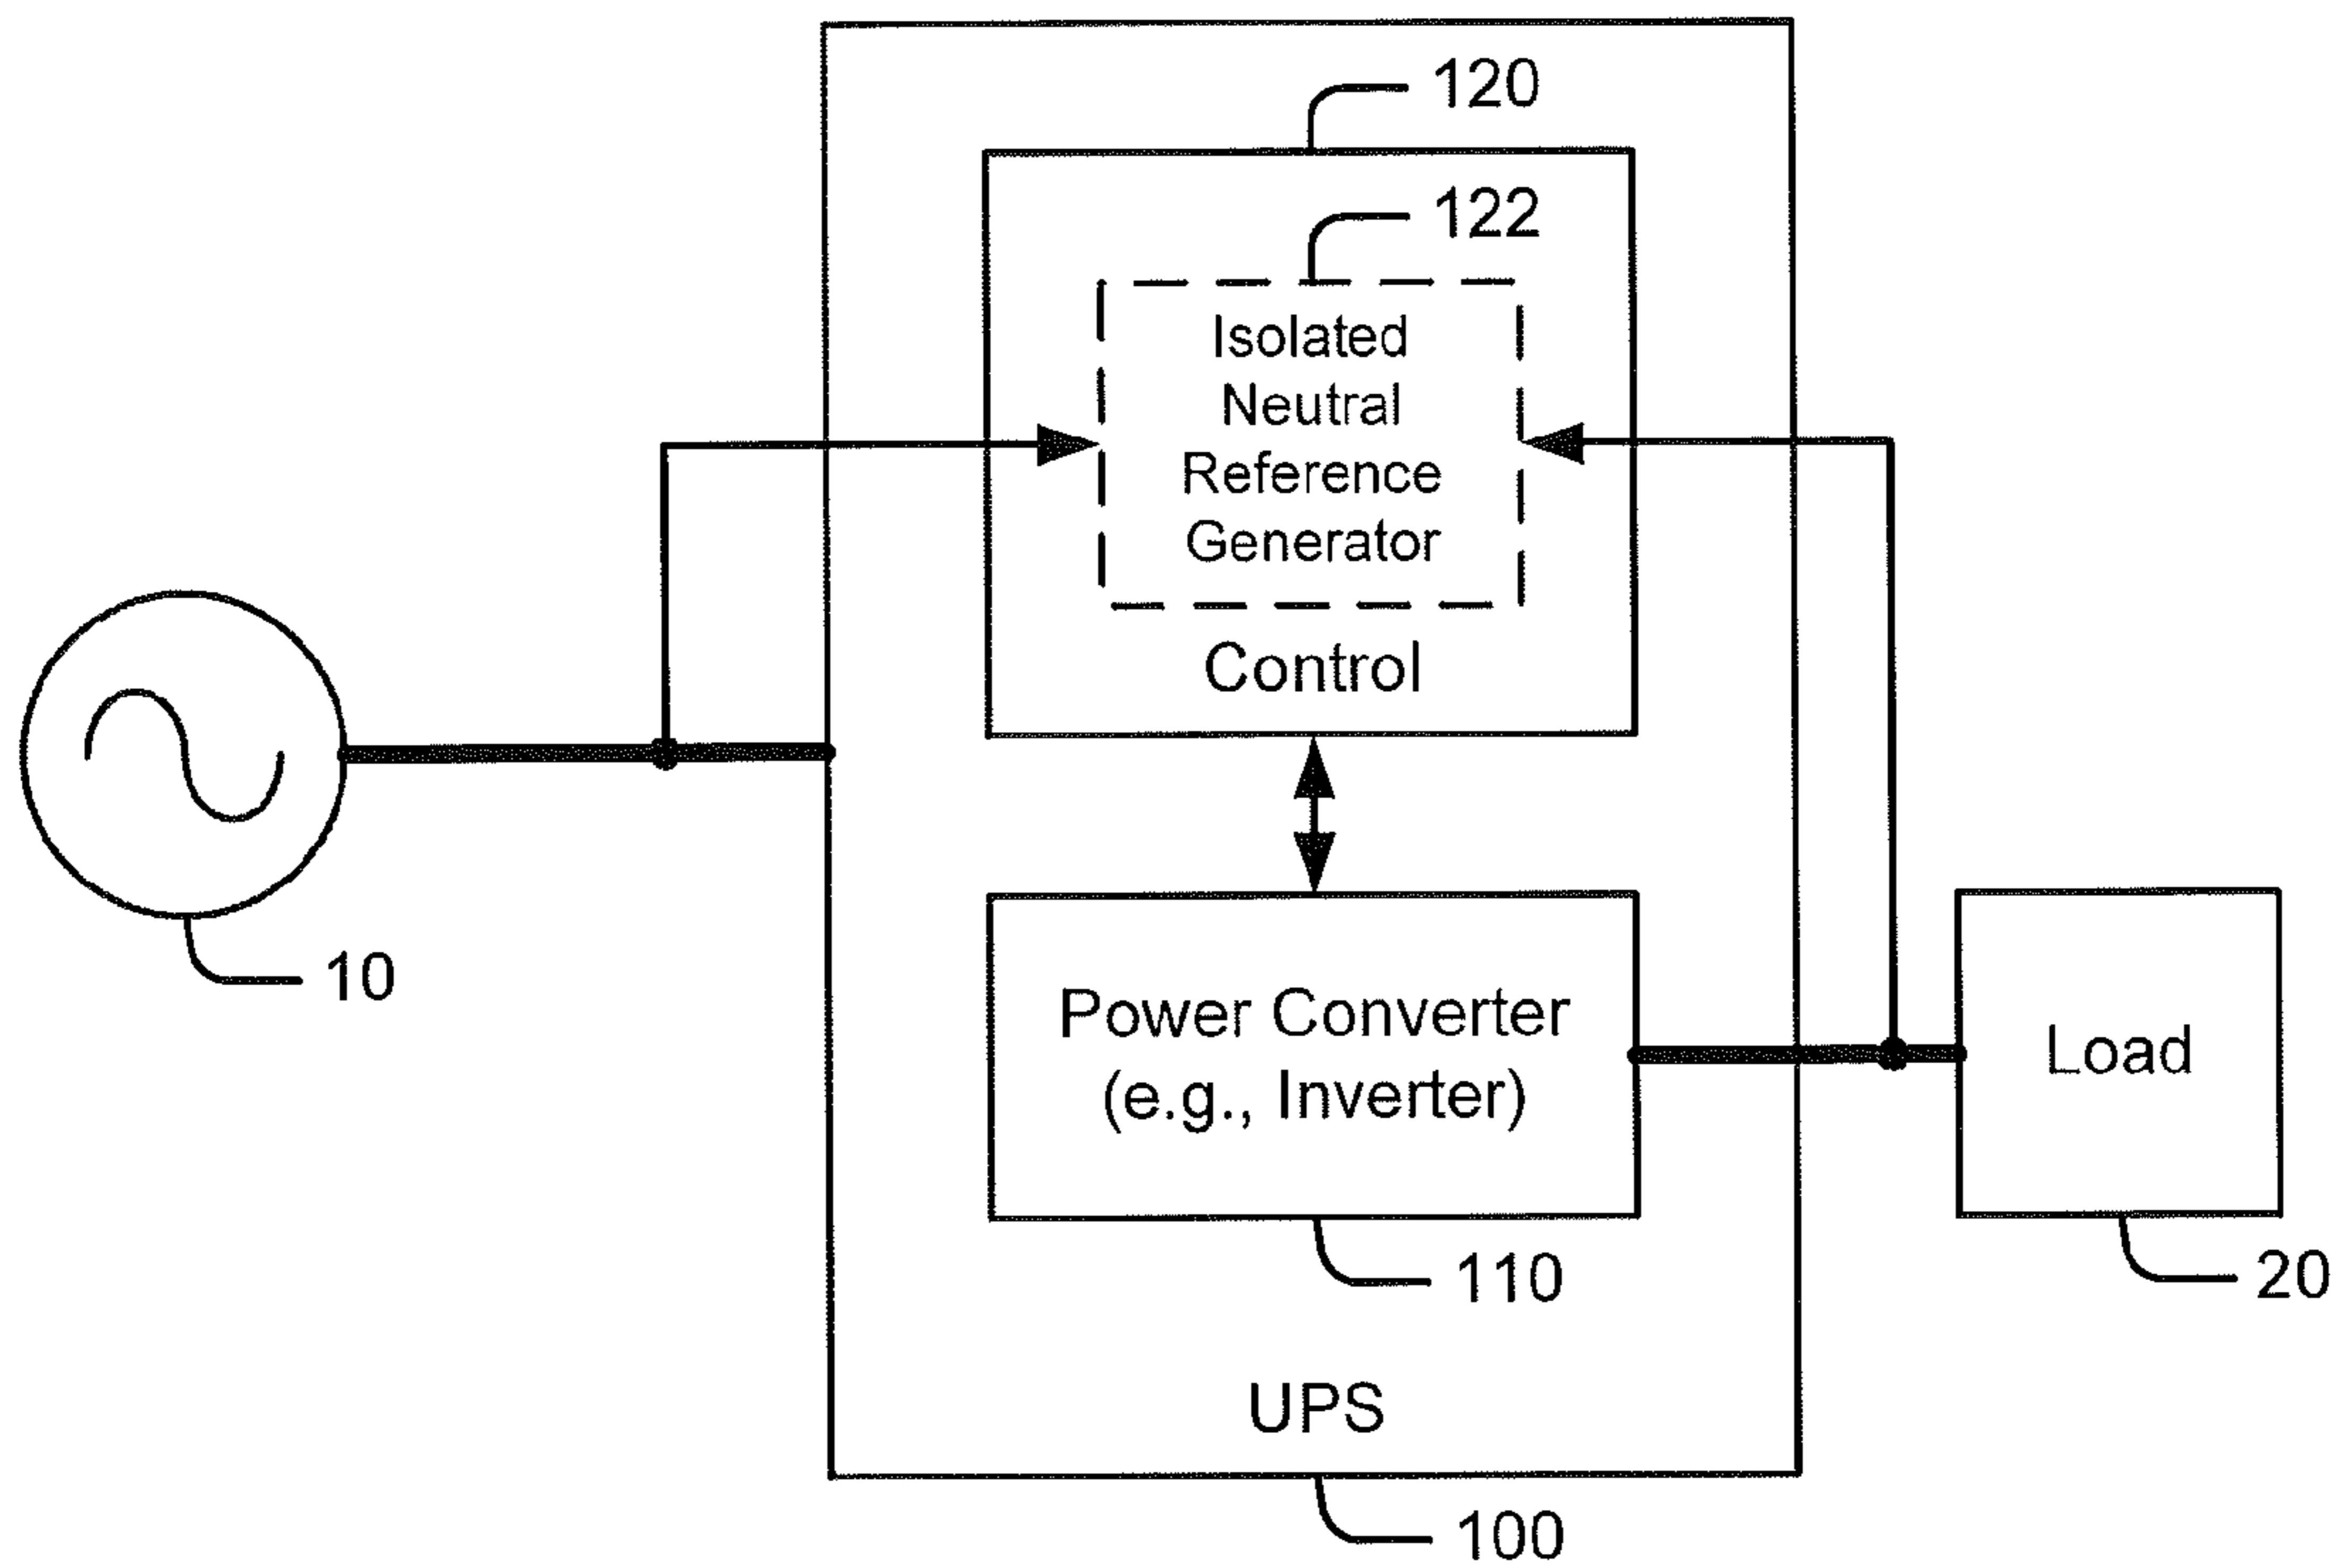 120
122
Isolated
Neutral
Reference
Generator
Control
10
Power Converter
(e.g., Inverter)
Load
110
20
UPS
100